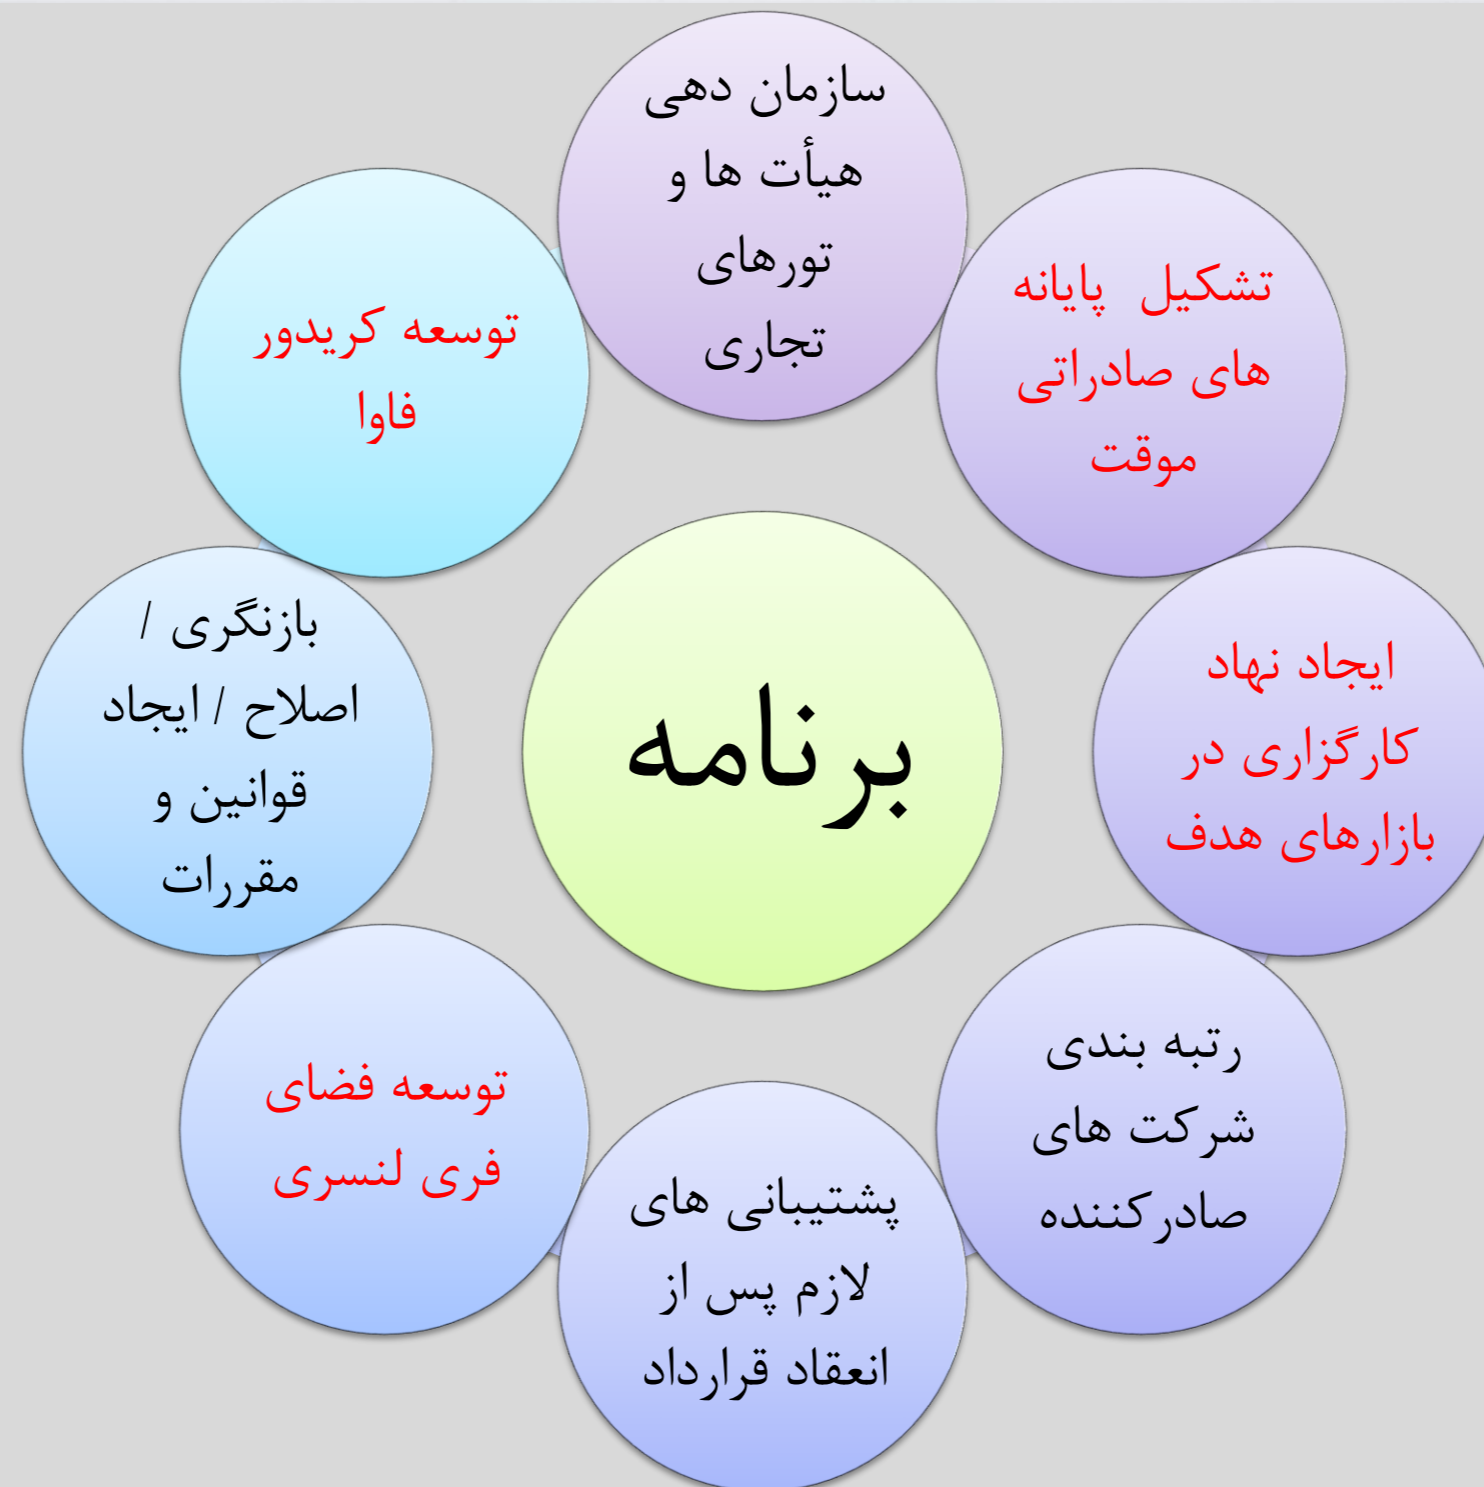 سازمان دهی
هیأت ها و
تورهای
تجاری
تشکیل پایانه
های صادراتی
موقت
ایجاد نهاد
کارگزاری در
بازارهای هدف
رتبه بندی
شرکت های
صادرکننده
پشتیبانی های
لازم پس از
انعقاد قرارداد
توسعه فضای
فری لنسری
بازنگری /
اصلاح / ایجاد
قوانین و
مقررات
توسعه کریدور
فاوا
برنامه